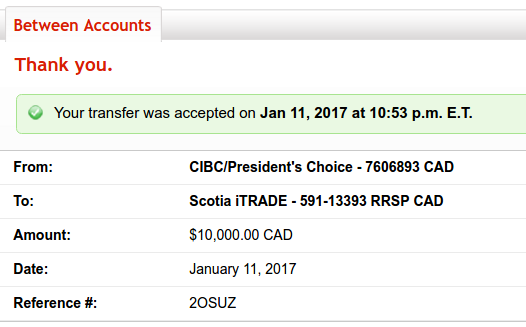 Between Accounts
Thank you.
Your transfer was accepted on Jan 11, 2017 at 10:53 p.m. E.T.
From: CIBC/President's Choice - 7606893 CAD
To: Scotia iTRADE - 591-13393 RRSP CAD
Amount: $10,000.00 CAD
Date: January 11, 2017
Reference #: 2OSUZ